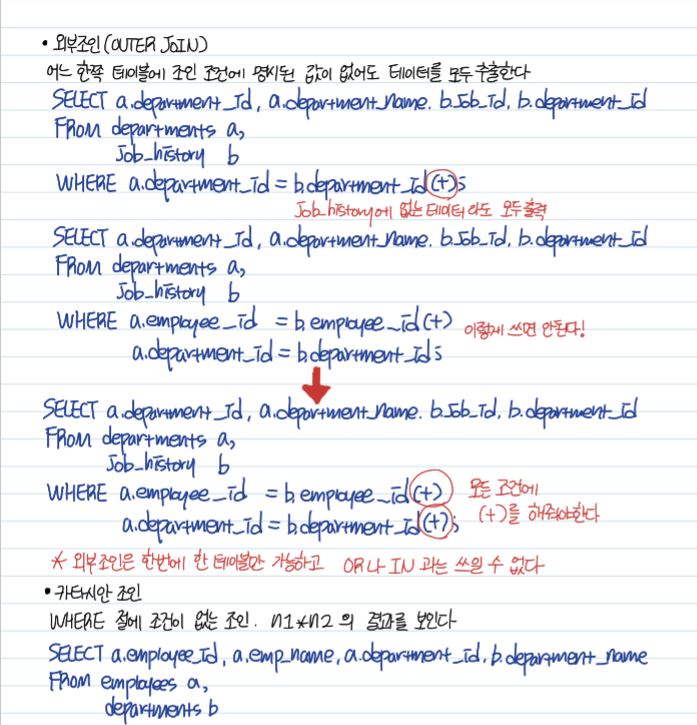 • 외부조인 (OUTER JOIN)
어느 한쪽 테이블에 조인 조건에 명시된 값이 없어도 테이터를 모두 추출한다
SELECT a.department_id, a.department_name. b.job_id, b.department_id
FROM departments a,
job_history b
WHERE a.department_id = b.department_id(+);
job_history에 없는 테이터 라도 모두 출력
SELECT a.department_id, a.department_name. b.job_id, b.department_id
FROM departments a,
job_history b
WHERE a.employee_id = b.employee_id(+) 이렇게 쓰면 안된다!
a.department_id = b.department_id;
SELECT a.department_id, a.department_name. b.job_id, b.department_id
FROM departments a,
job_history b
WHERE a.employee_id = b.employee_id(+) 모든 조건에
a.department_id = b.department_id(+); (+)를 해줘야한다
* 외부조인은 한번에 한 테이블만 가능하고 OR나 IN 과는 쓰일 수 없다
• 카타시안 조인
WHERE 절에 조건이 없는 조인. n1*n2 의 결과를 보인다
SELECT a.employee_id, a.emp_name, a.department_id, b.department_name
FROM employees a,
departments b